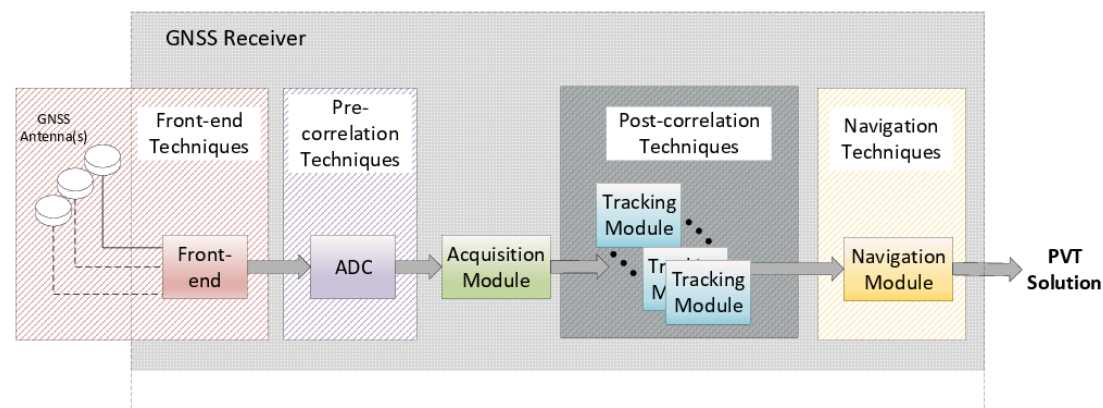 GNSS Receiver
GNSS
Antenna(s)
Front-end
Techniques
Pre-
correlation
Techniques
Post-correlation
Techniques
Navigation
Techniques
Front-
end
ADC
Acquisition
Module
Tracking
Module
Tracking
Module
Navigation
Module
PVT
Solution